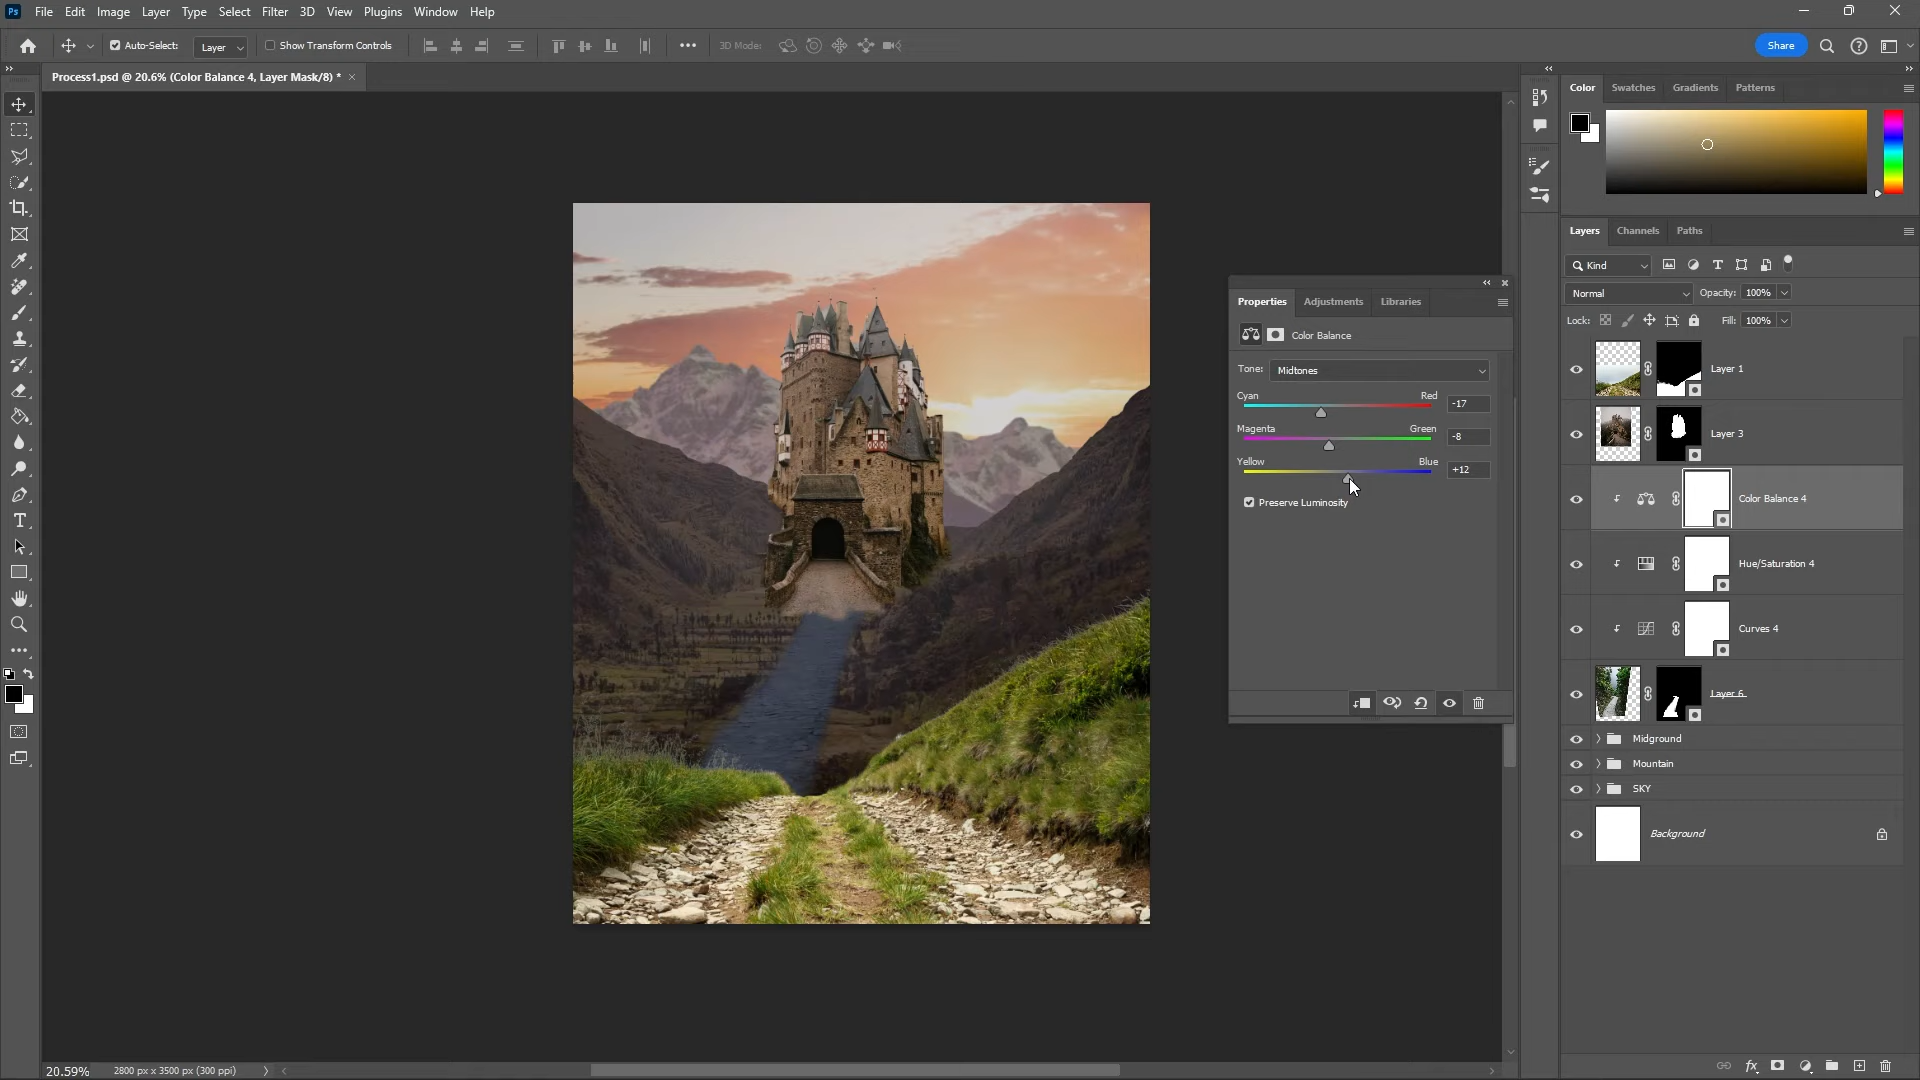 Ps File Edit Image Layer Type Select Filter 3D View Plugins Window Help
Auto-Select: Layer Show Transform Controls 3D Mode: Share
Process1.psd @ 20.6% (Color Balance 4, Layer Mask/8) *
Color Swatches Gradients Patterns
Layers Channels Paths
Kind
Normal Opacity: 100%
Lock: Fill: 100%
Layer 1
Layer 3
Color Balance 4
Hue/Saturation 4
Curves 4
Layer 6
Midground
Mountain
SKY
Background
Properties Adjustments Libraries
Color Balance
Tone: Midtones
Cyan Red -17
Magenta Green -8
Yellow Blue +12
Preserve Luminosity
20.59% 2800 px x 3500 px (300 ppi)